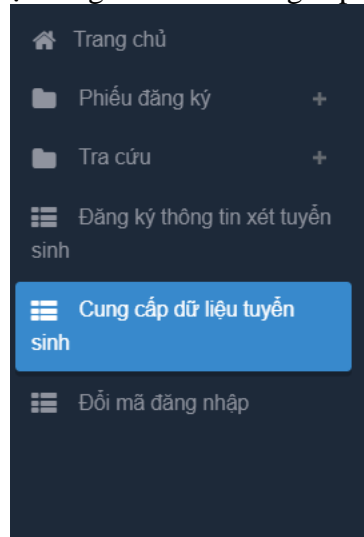 Trang chủ
Phiếu đăng ký +
Tra cứu +
Đăng ký thông tin xét tuyển
sinh
Cung cấp dữ liệu tuyển
sinh
Đổi mã đăng nhập